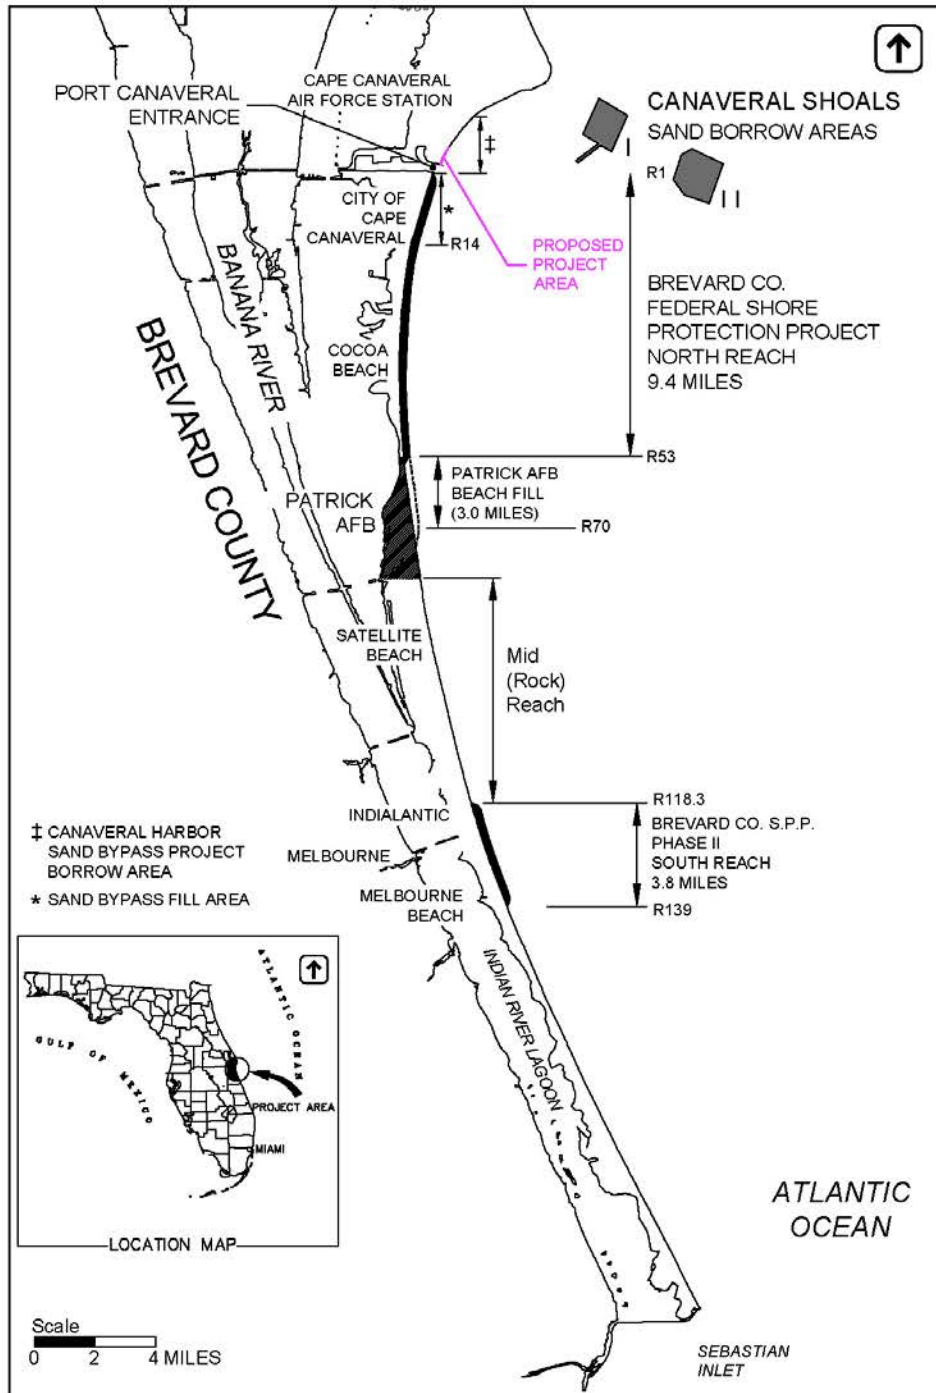 CAPE CANAVERAL
AIR FORCE STATION
PORT CANAVERAL
ENTRANCE
‡
CANAVERAL SHOALS
SAND BORROW AREAS
I
R1
I I
CITY OF
CAPE
CANAVERAL
*
R14
PROPOSED
PROJECT
AREA
BREVARD CO.
FEDERAL SHORE
PROTECTION PROJECT
NORTH REACH
9.4 MILES
BANANA RIVER
BREVARD COUNTY
COCOA
BEACH
R53
PATRICK AFB
BEACH FILL
(3.0 MILES)
R70
PATRICK
AFB
SATELLITE
BEACH
Mid
(Rock)
Reach
R118.3
BREVARD CO. S.P.P.
PHASE II
SOUTH REACH
3.8 MILES
R139
INDIALANTIC
MELBOURNE
MELBOURNE
BEACH
‡ CANAVERAL HARBOR
SAND BYPASS PROJECT
BORROW AREA
* SAND BYPASS FILL AREA
INDIAN RIVER LAGOON
ATLANTIC OCEAN
GULF OF MEXICO
PROJECT AREA
MIAMI
LOCATION MAP
ATLANTIC
OCEAN
Scale
0 2 4 MILES
SEBASTIAN
INLET